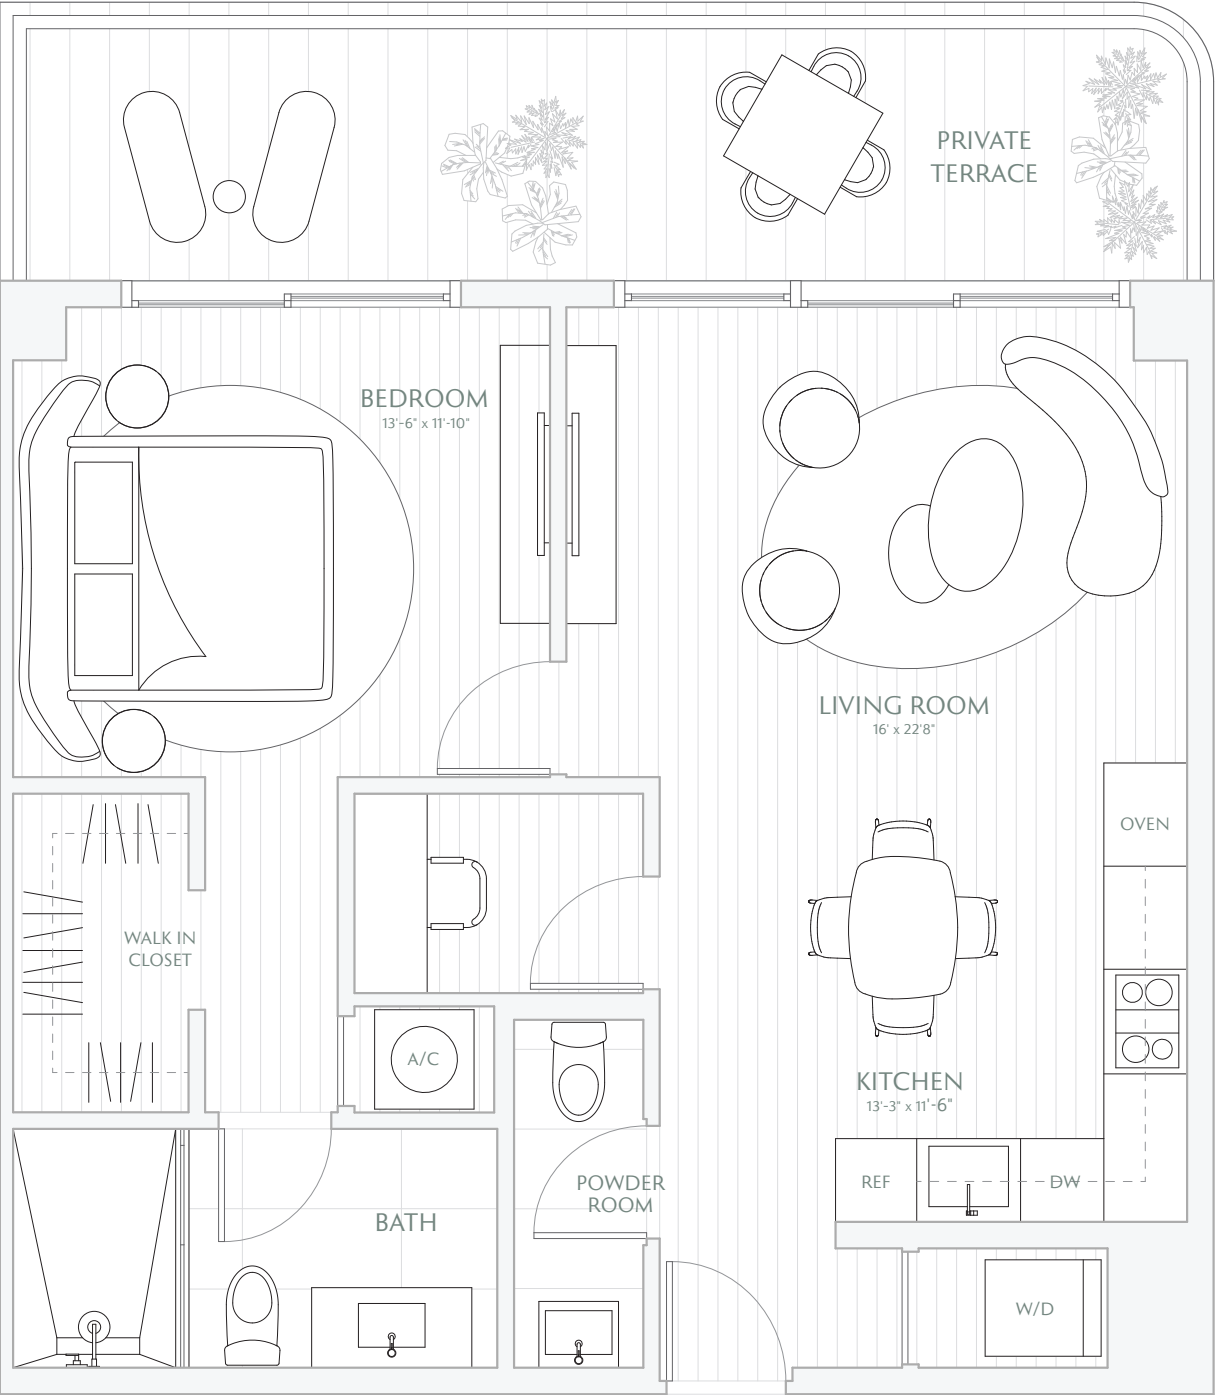 PRIVATE
TERRACE
BEDROOM
13'-6" x 11'-10"
LIVING ROOM
16' x 22'8"
OVEN
WALK IN
CLOSET
A/C
KITCHEN
13'-3" x 11'-6"
POWDER
ROOM
REF
DW
BATH
W/D